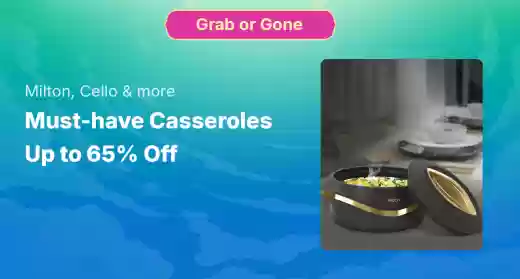 Grab or Gone
Milton, Cello & more
Must-have Casseroles
Up to 65% Off